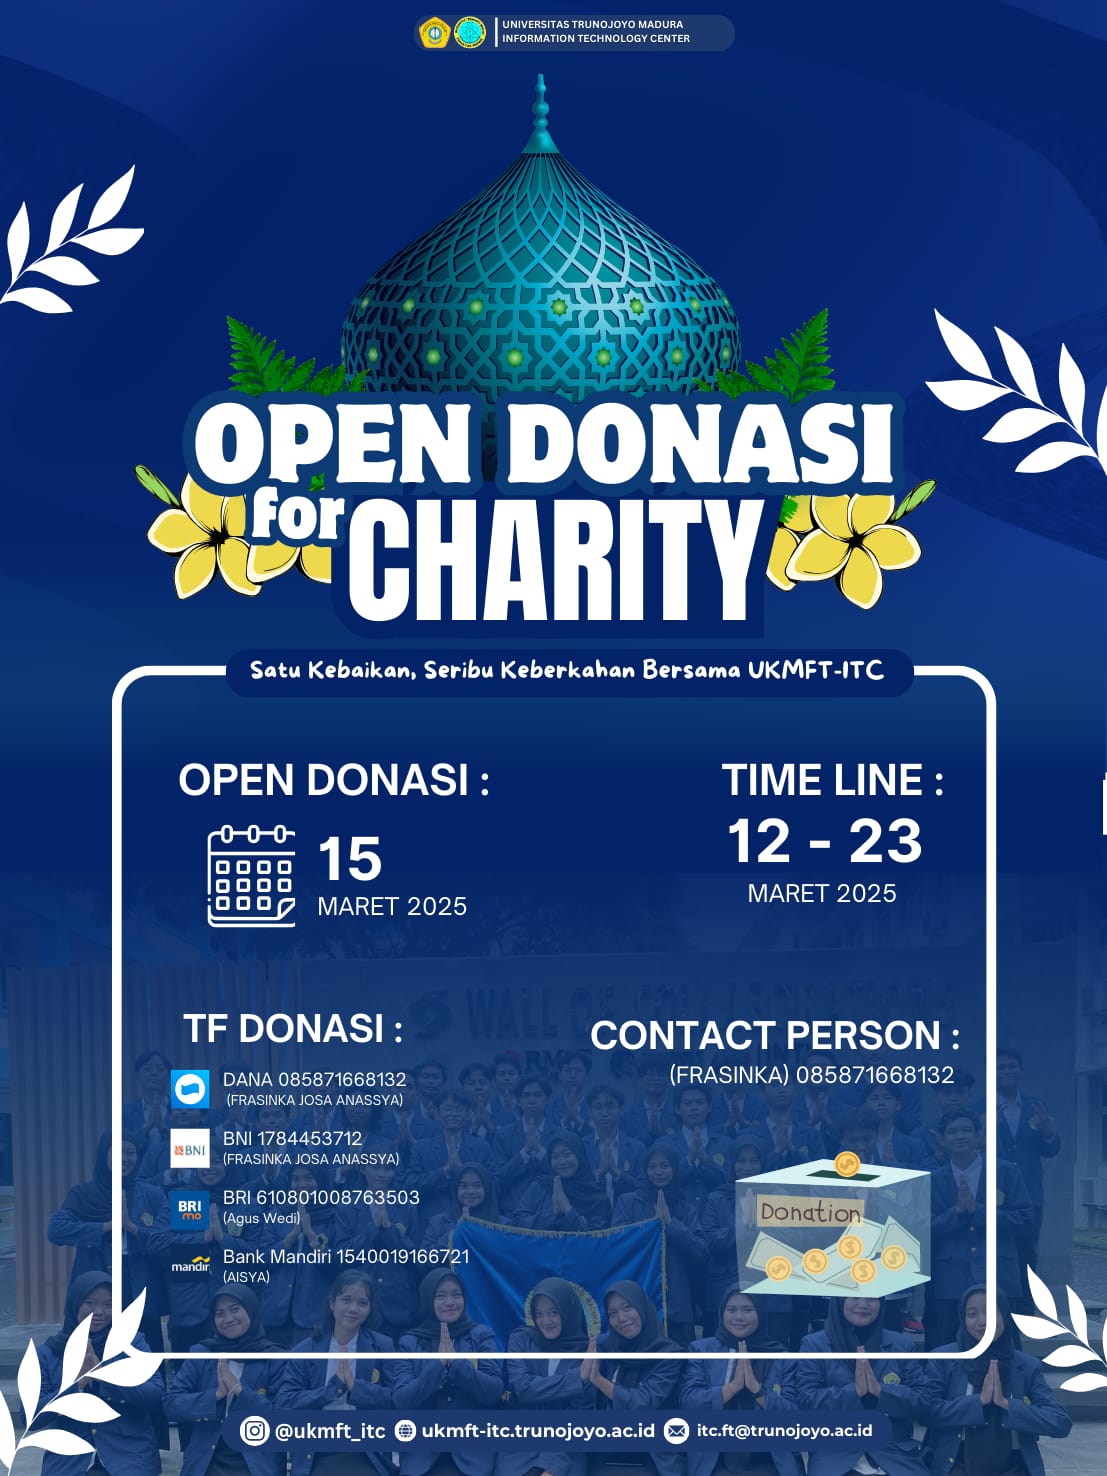 UNIVERSITAS TRUNOJOYO MADURA
INFORMATION TECHNOLOGY CENTER
OPEN DONASI
for CHARITY
Satu Kebaikan, Seribu Keberkahan Bersama UKMFT-ITC
OPEN DONASI :
15
MARET 2025
TIME LINE :
12 - 23
MARET 2025
TF DONASI :
DANA 085871668132
(FRASINKA JOSA ANASSYA)
BNI
BNI 1784453712
(FRASINKA JOSA ANASSYA)
BRI
mo
BRI 610801008763503
(Agus Wedi)
mandiri
Bank Mandiri 1540019166721
(AISYA)
CONTACT PERSON :
(FRASINKA) 085871668132
Donation
@ukmft_itc
ukmft-itc.trunojoyo.ac.id
itc.ft@trunojoyo.ac.id